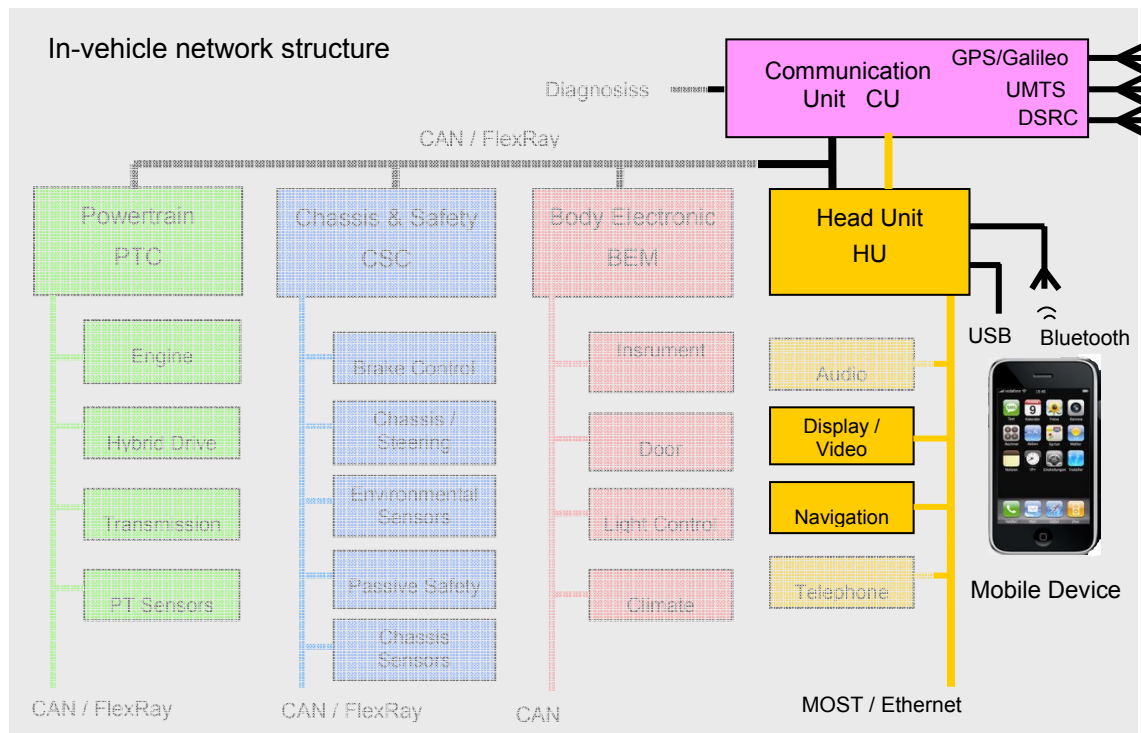 In-vehicle network structure
Communication
Unit CU
GPS/Galileo
UMTS
DSRC
Diagnosiss
CAN / FlexRay
Powertrain
PTC
Chassis & Safety
CSC
Body Electronic
BEM
Head Unit
HU
USB
Bluetooth
Engine
Hybrid Drive
Transmission
PT Sensors
CAN / FlexRay
Brake Control
Chassis /
Steering
Environmental
Sensors
Passive Safety
Chassis
Sensors
CAN / FlexRay
Insrument
Door
Light Control
Climate
CAN
Audio
Display /
Video
Navigation
Telephone
MOST / Ethernet
Mobile Device